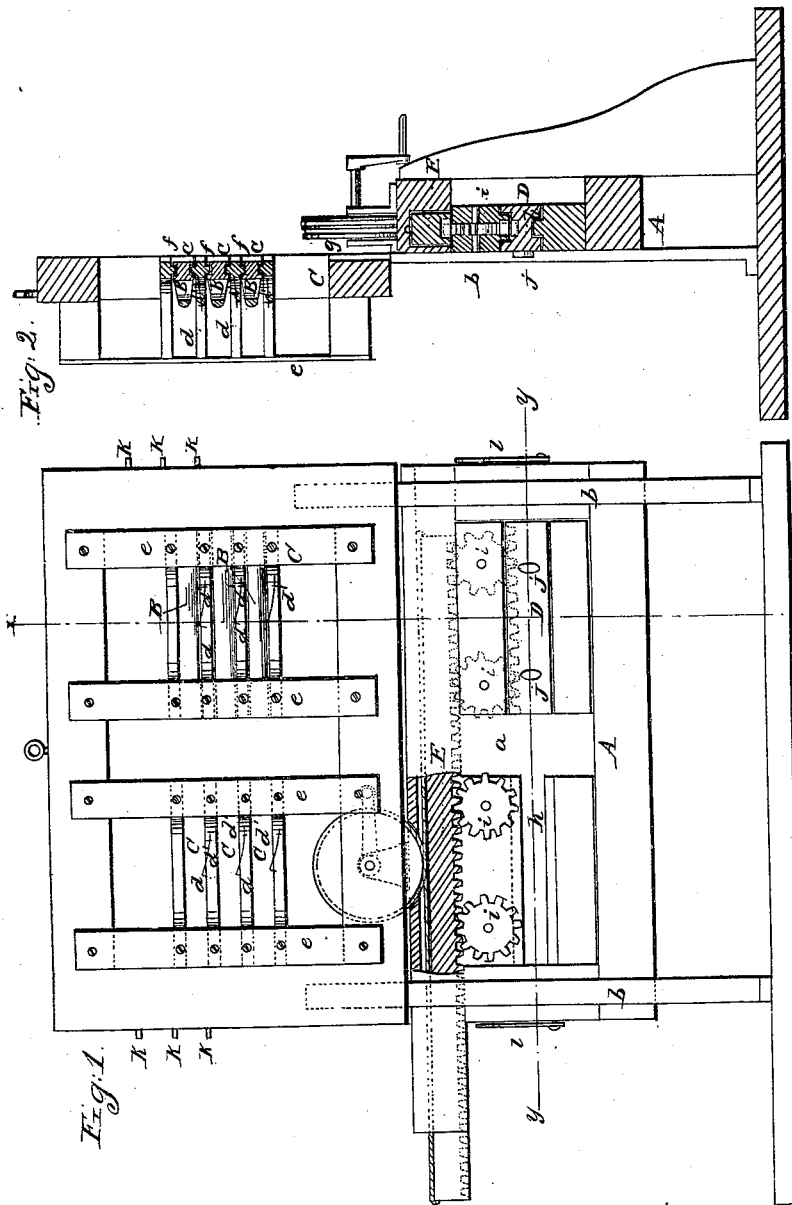 Fig: 2.
f c f c f c
B B B
d d
C
e
g
E
i
D
b
J
A
Fig: 1.
x
K K K
K K K
e e e e
B B
C
d' d' d'
C C C
d d d
d' d'
E
a
i i i i
h
D
J J
A
b b
l l
y y